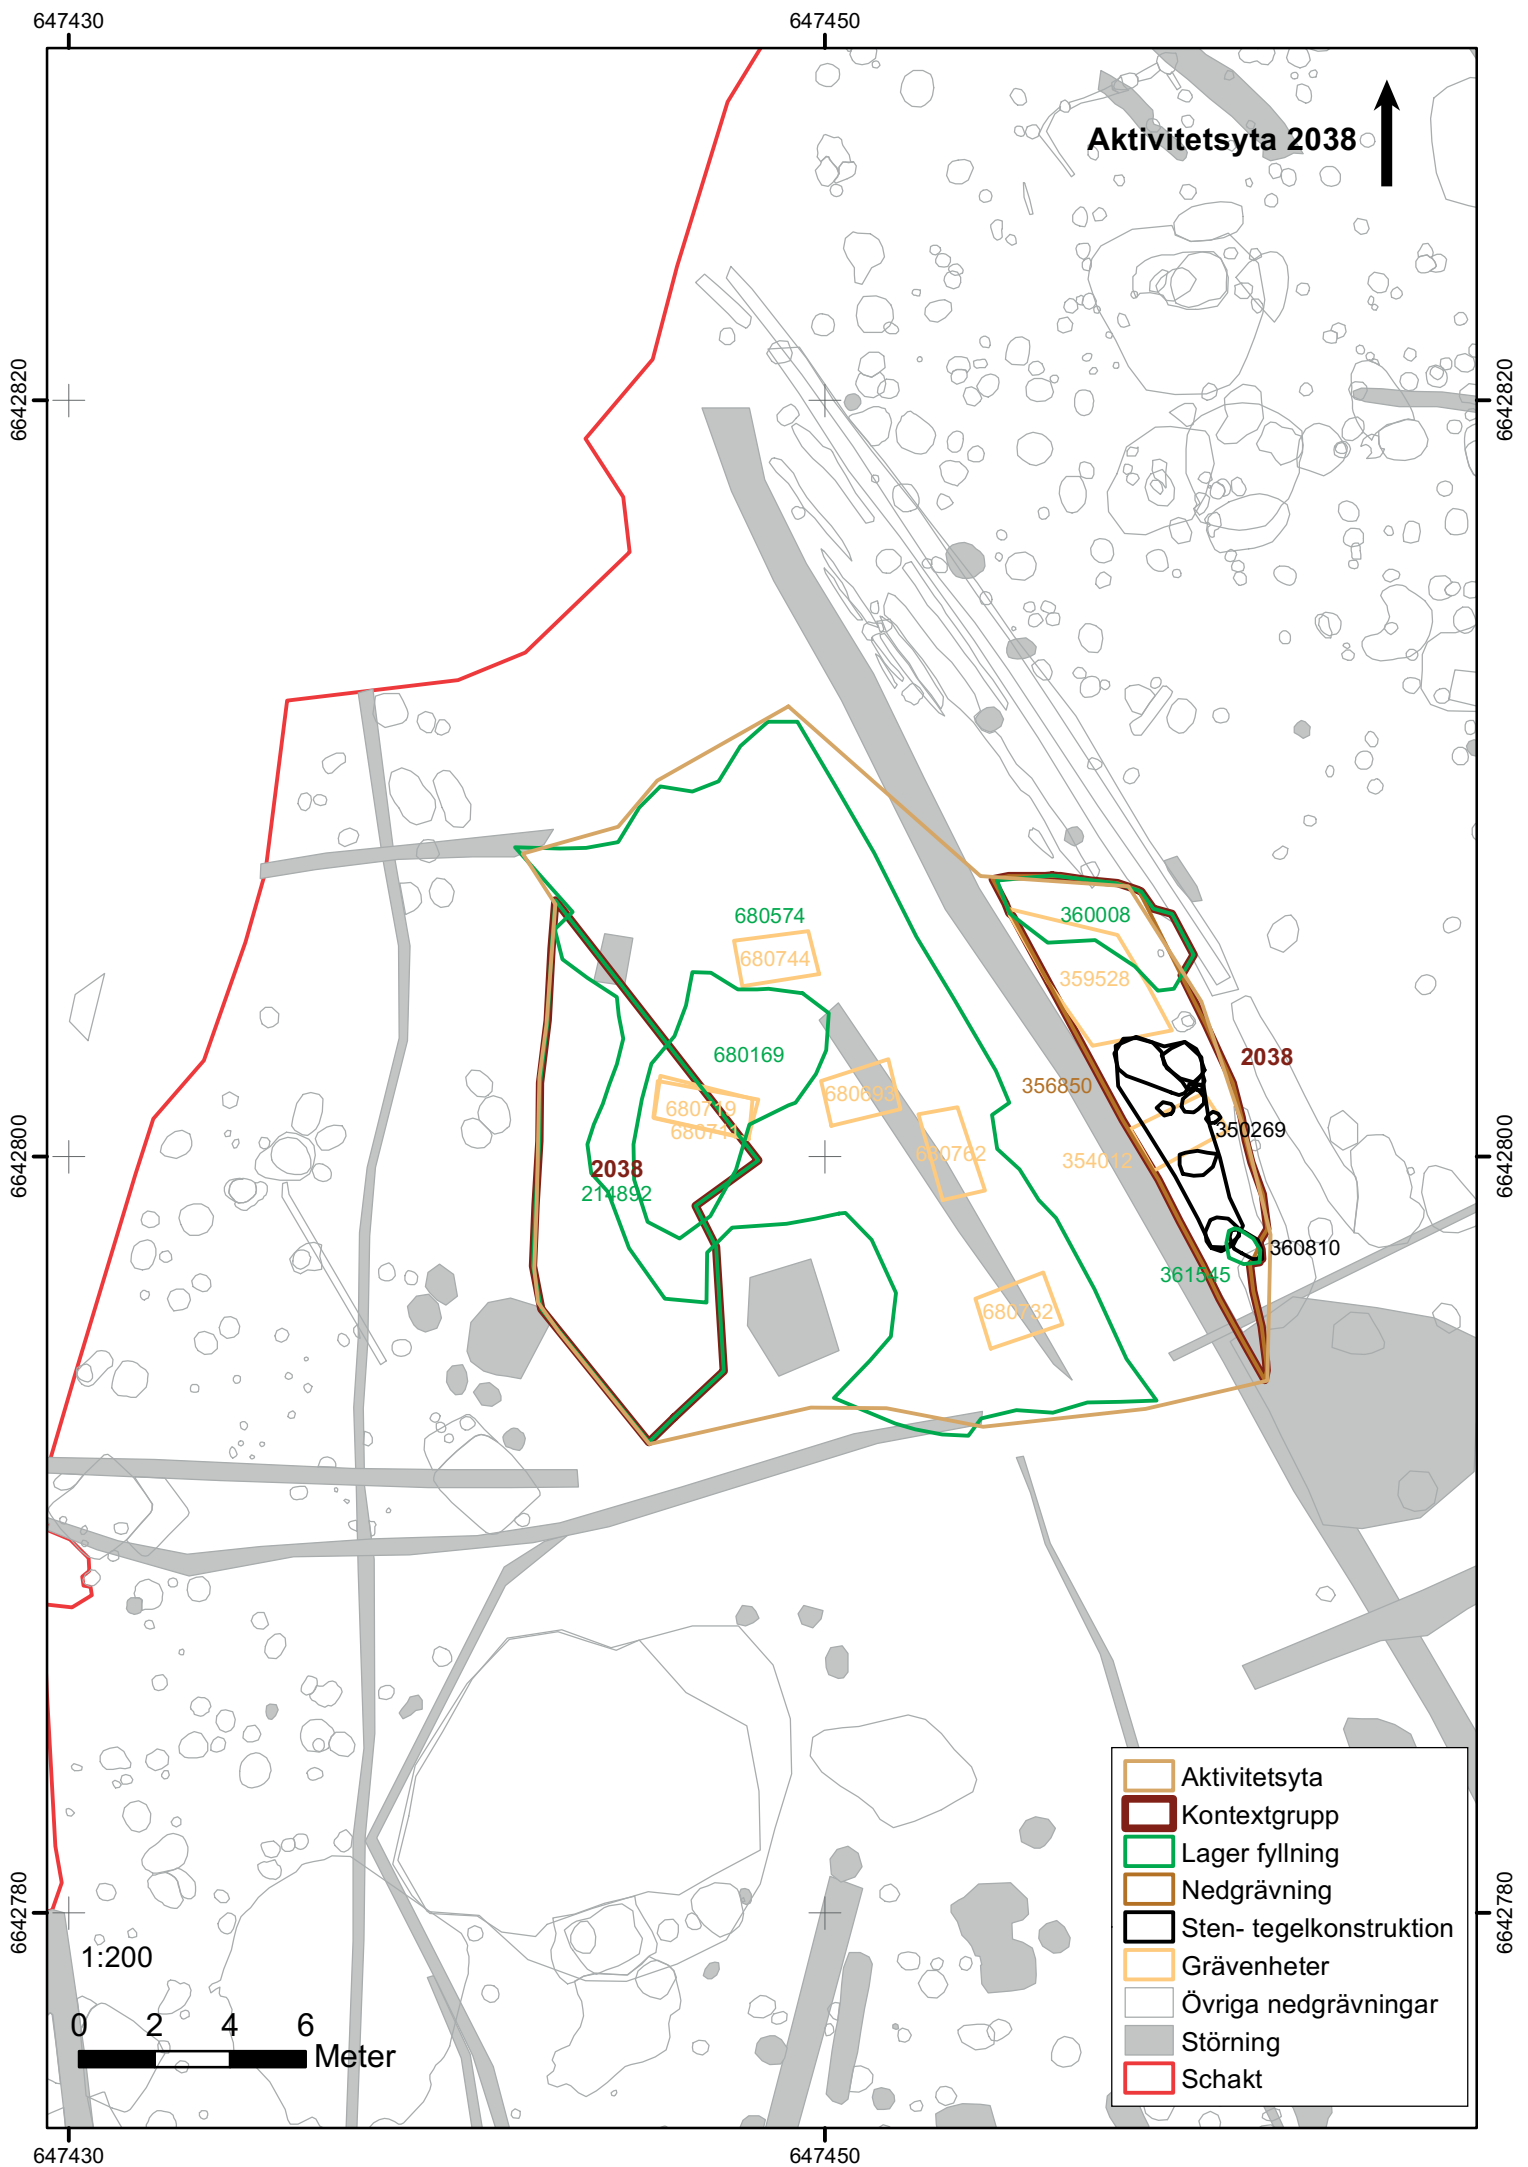 647430
647450
Aktivitetsyta 2038
6642820
6642820
680574
360008
680744
359528
680169
2038
356850
680693
680719
680711
350269
680762
354012
6642800
6642800
2038
214892
360810
361545
680732
Aktivitetsyta
Kontextgrupp
Lager fyllning
Nedgrävning
Sten- tegelkonstruktion
Grävenheter
Övriga nedgrävningar
Störning
Schakt
6642780
6642780
1:200
0 2 4 6
Meter
647430
647450